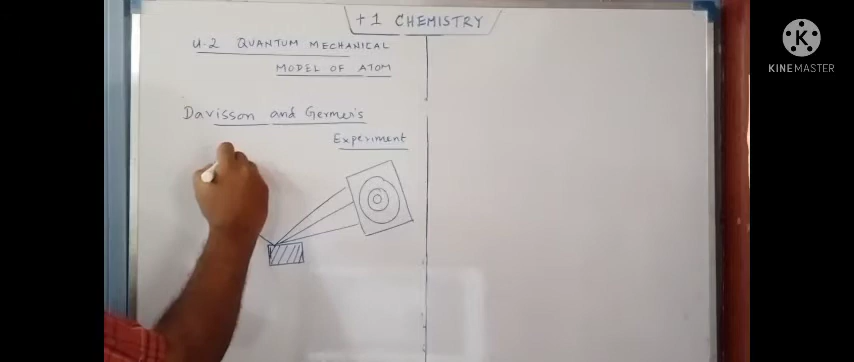 +1 CHEMISTRY
U-2 QUANTUM MECHANICAL
MODEL OF ATOM
Davisson and Germer's
Experiment
K
KINEMASTER